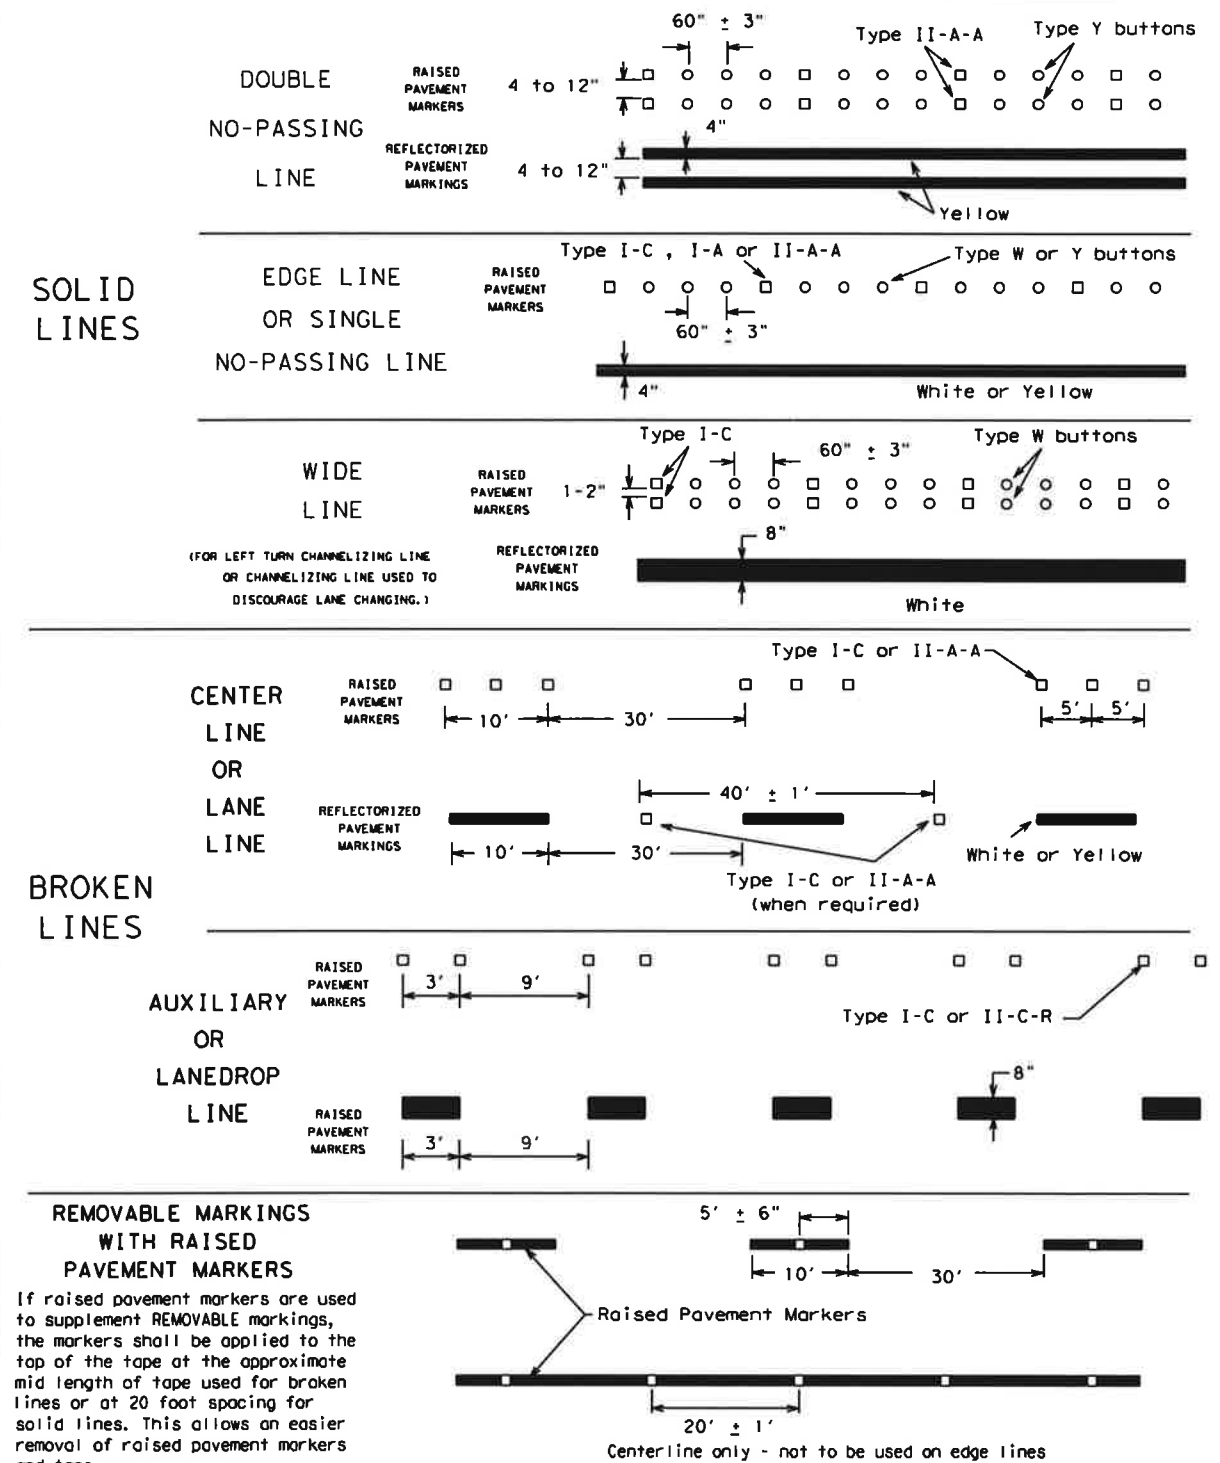 60" ± 3"
Type II-A-A
Type Y buttons
DOUBLE
NO-PASSING
LINE
RAISED
PAVEMENT
MARKERS
4 to 12"
4"
REFLECTORIZED
PAVEMENT
MARKINGS
4 to 12"
Yellow
SOLID
LINES
EDGE LINE
OR SINGLE
NO-PASSING LINE
RAISED
PAVEMENT
MARKERS
Type I-C , I-A or II-A-A
Type W or Y buttons
60" ± 3"
4"
White or Yellow
WIDE
LINE
(FOR LEFT TURN CHANNELIZING LINE
OR CHANNELIZING LINE USED TO
DISCOURAGE LANE CHANGING.)
RAISED
PAVEMENT
MARKERS
1-2"
Type I-C
60" ± 3"
Type W buttons
REFLECTORIZED
PAVEMENT
MARKINGS
8"
White
BROKEN
LINES
CENTER
LINE
OR
LANE
LINE
RAISED
PAVEMENT
MARKERS
Type I-C or II-A-A
10'
30'
5'
5'
REFLECTORIZED
PAVEMENT
MARKINGS
40' ± 1'
10'
30'
Type I-C or II-A-A
(when required)
White or Yellow
AUXILIARY
OR
LANEDROP
LINE
RAISED
PAVEMENT
MARKERS
3'
9'
Type I-C or II-C-R
RAISED
PAVEMENT
MARKERS
3'
9'
8"
REMOVABLE MARKINGS
WITH RAISED
PAVEMENT MARKERS
If raised pavement markers are used
to supplement REMOVABLE markings,
the markers shall be applied to the
top of the tape at the approximate
mid length of tape used for broken
lines or at 20 foot spacing for
solid lines. This allows an easier
removal of raised pavement markers
5' ± 6"
10'
30'
Raised Pavement Markers
20' ± 1'
Centerline only - not to be used on edge lines